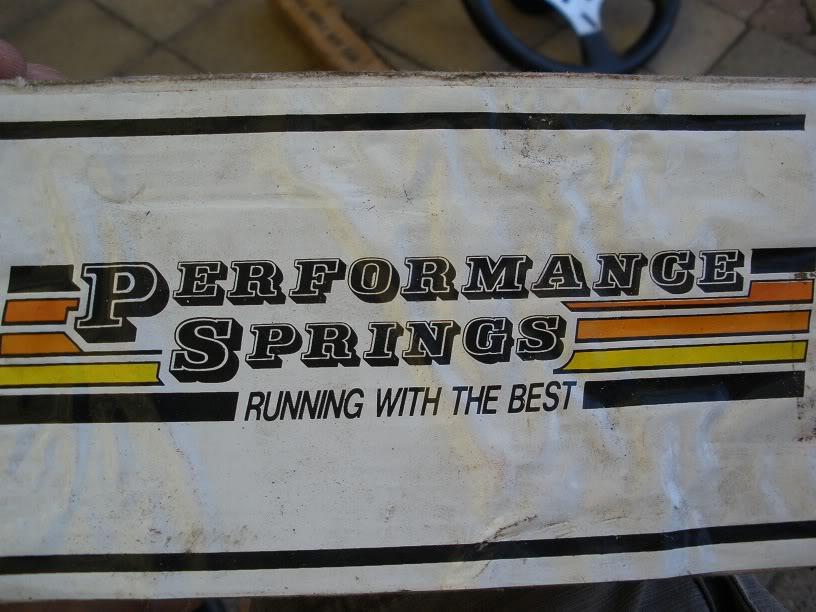 PERFORMANCE
SPRINGS
RUNNING WITH THE BEST